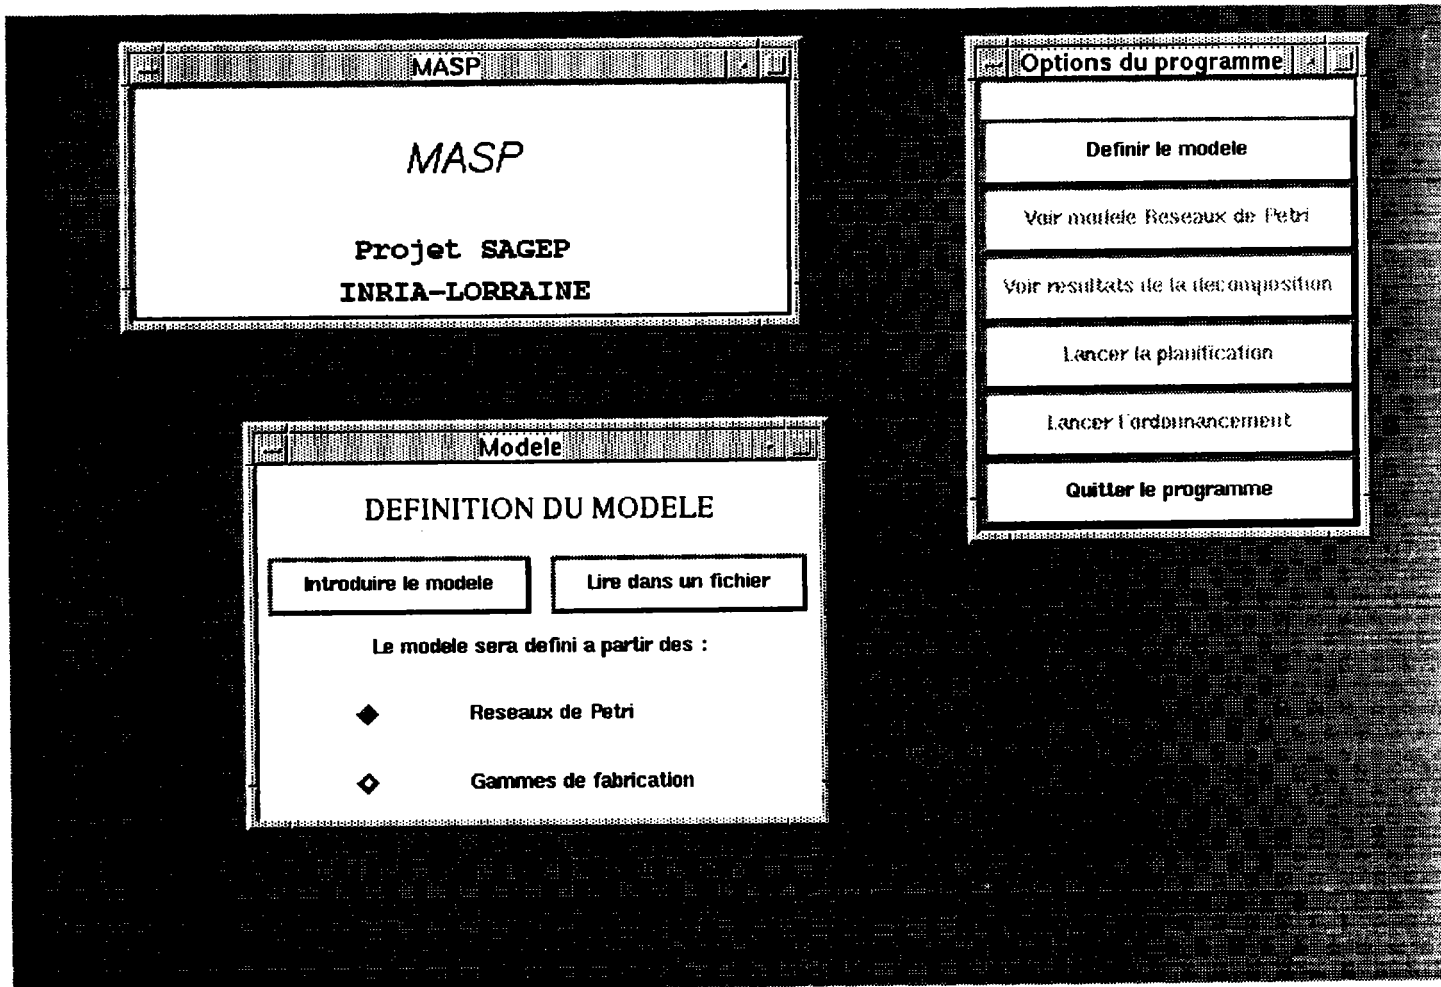 MASP
MASP
Projet SAGEP
INRIA-LORRAINE
Options du programme
Definir le modele
Voir modele Reseaux de Petri
Voir resultats de la decomposition
Lancer la planification
Lancer l'ordonnancement
Quitter le programme
Modele
DEFINITION DU MODELE
Introduire le modele
Lire dans un fichier
Le modele sera defini a partir des :
Reseaux de Petri
Gammes de fabrication